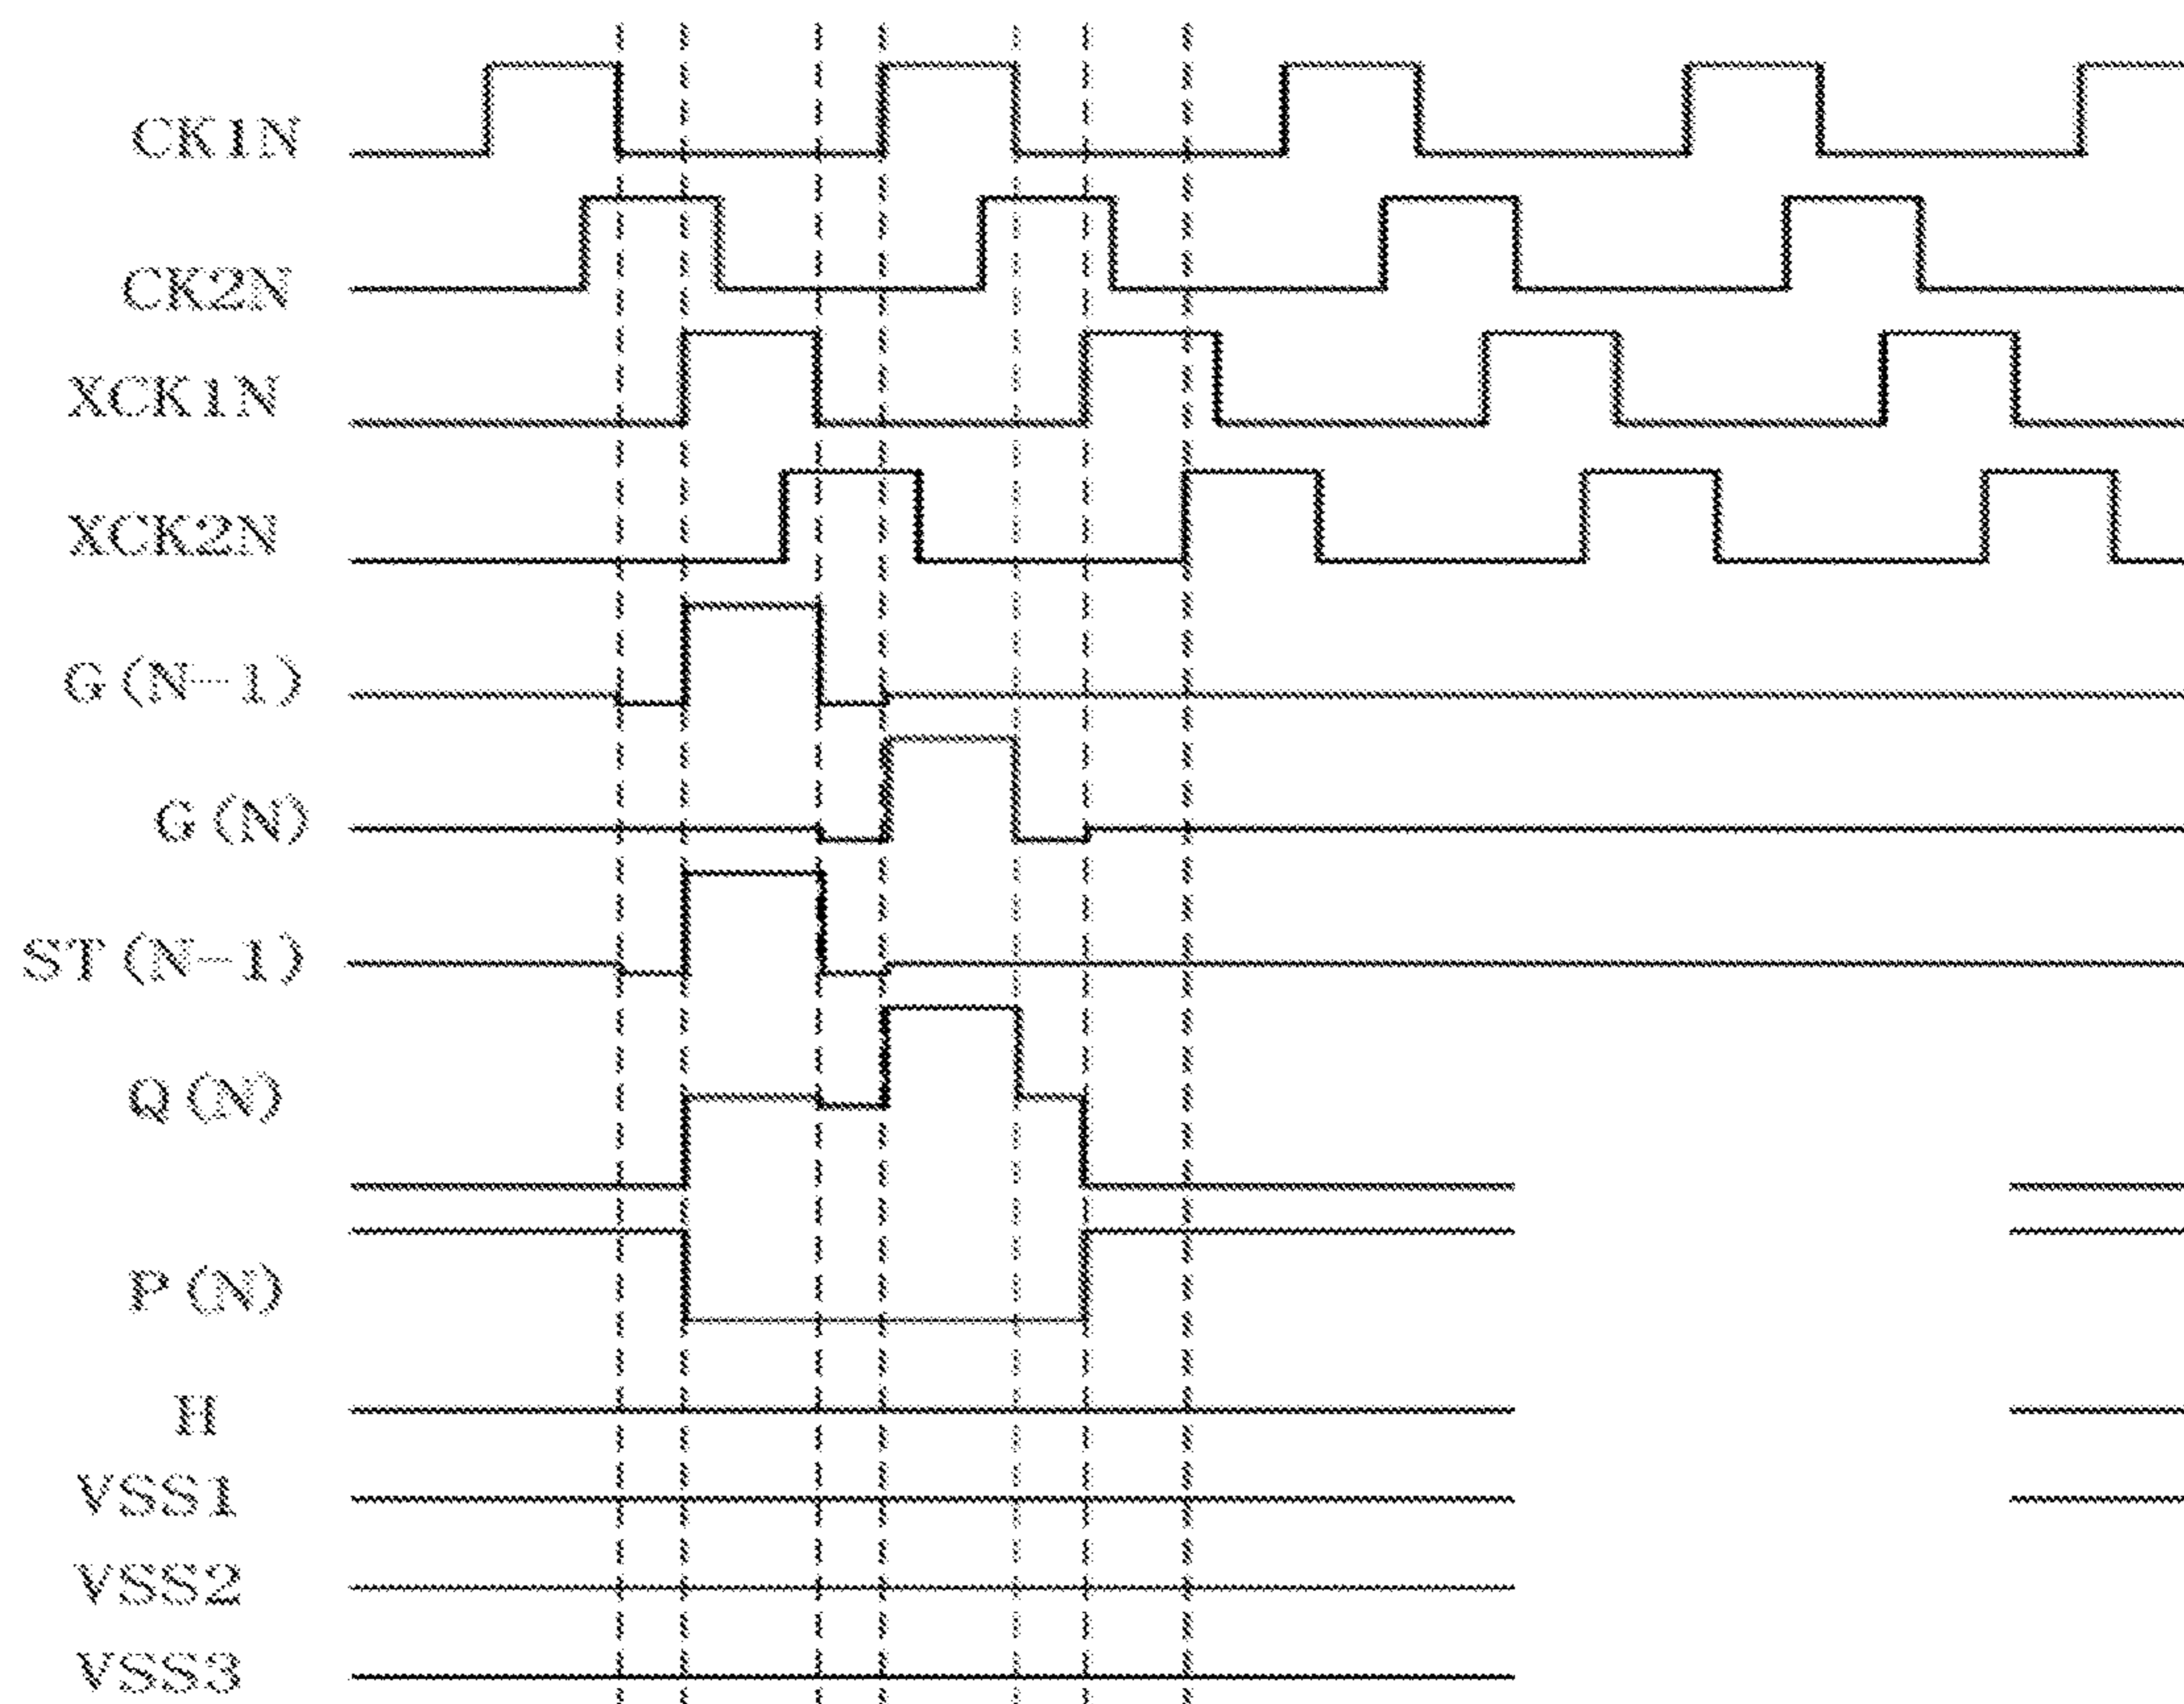 CK1N
CK2N
XCK1N
XCK2N
G(N-1)
G(N)
ST(N-1)
Q(N)
P(N)
H
VSS1
VSS2
VSS3